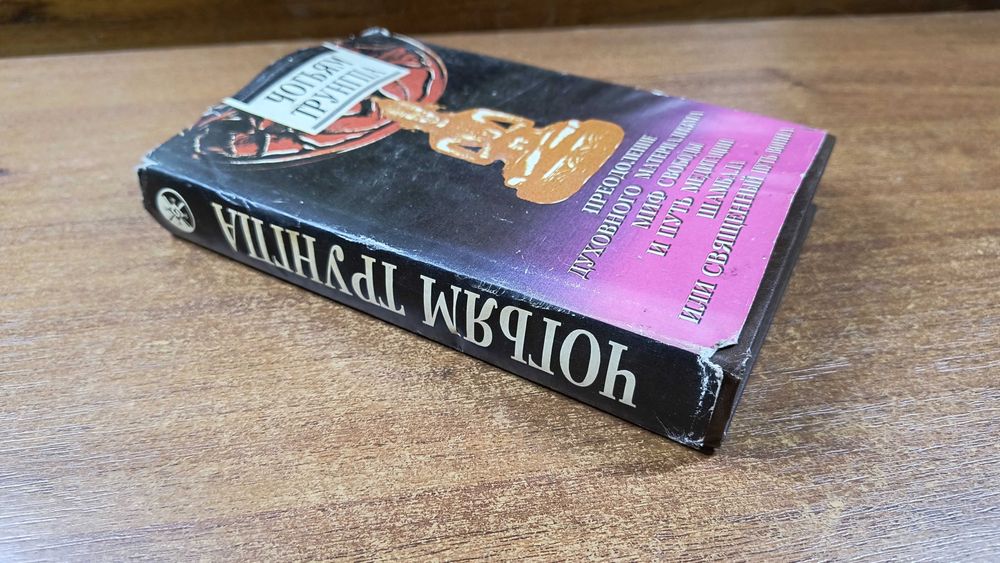 ЧОГЬЯМ
ТРУНГПА
ПРЕОДОЛЕНИЕ
ДУХОВНОГО МАТЕРИАЛИЗМА
МИФ СВОБОДЫ
И ПУТЬ МЕДИТАЦИИ
ШАМБАЛА
ИЛИ СВЯЩЕННЫЙ ПУТЬ ВОИНА
ЧОГЬЯМ ТРУНГПА